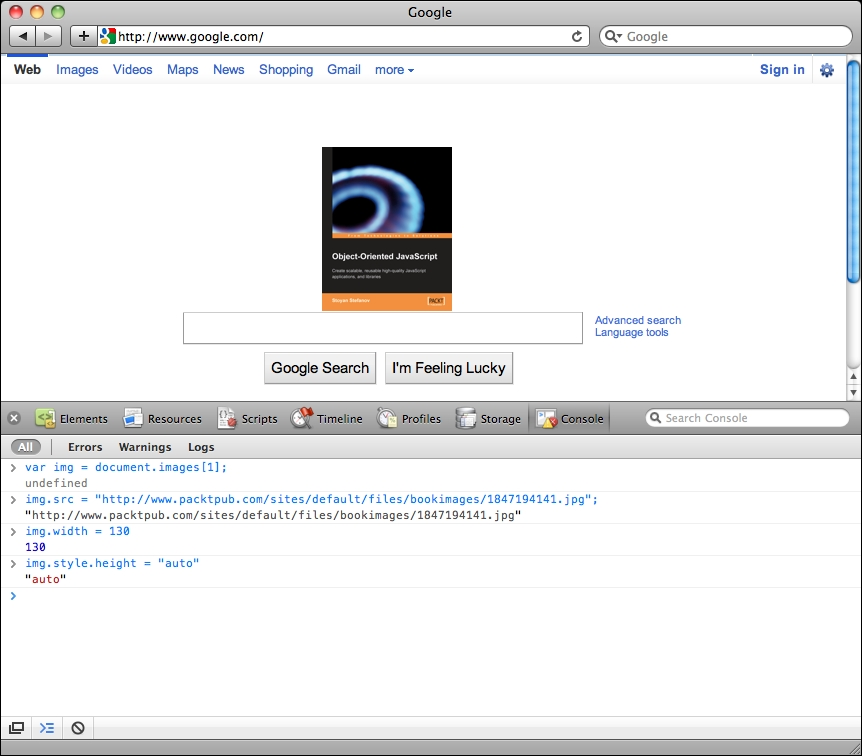 Google
http://www.google.com/
Google
Web Images Videos Maps News Shopping Gmail more Sign in
Object-Oriented JavaScript
Create scalable, reusable high-quality JavaScript
applications, and libraries
Stoyan Stefanov PACKT
Advanced search
Language tools
Google Search I'm Feeling Lucky
Elements Resources Scripts Timeline Profiles Storage Console Search Console
All Errors Warnings Logs
> var img = document.images[1];
undefined
> img.src = "http://www.packtpub.com/sites/default/files/bookimages/1847194141.jpg";
"http://www.packtpub.com/sites/default/files/bookimages/1847194141.jpg"
> img.width = 130
130
> img.style.height = "auto"
"auto"
>